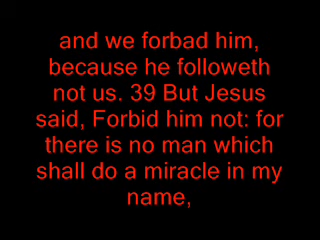 and we forbad him,
because he followeth
not us. 39 But Jesus
said, Forbid him not: for
there is no man which
shall do a miracle in my
name,